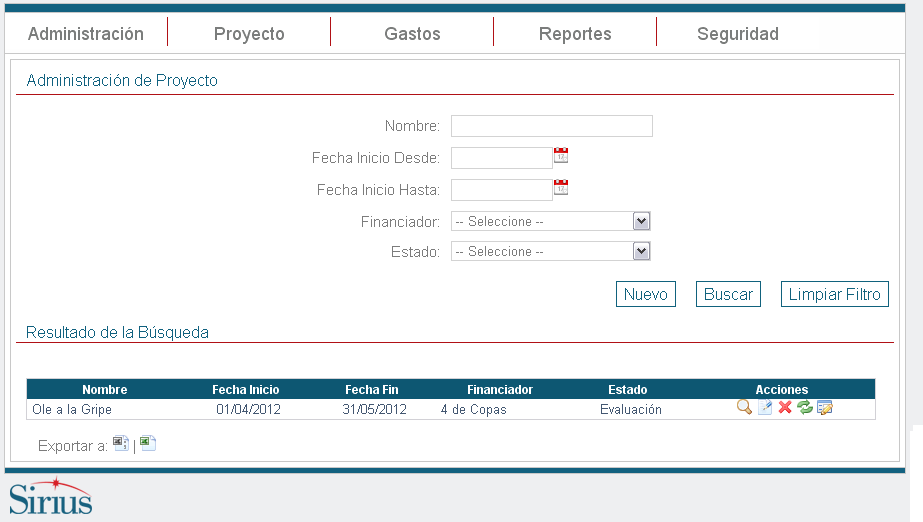 Administración Proyecto Gastos Reportes Seguridad
Administración de Proyecto
Nombre:
Fecha Inicio Desde:
Fecha Inicio Hasta:
Financiador: -- Seleccione --
Estado: -- Seleccione --
Nuevo Buscar Limpiar Filtro
Resultado de la Búsqueda
Nombre Fecha Inicio Fecha Fin Financiador Estado Acciones
Ole a la Gripe 01/04/2012 31/05/2012 4 de Copas Evaluación
Exportar a: |
Sirius